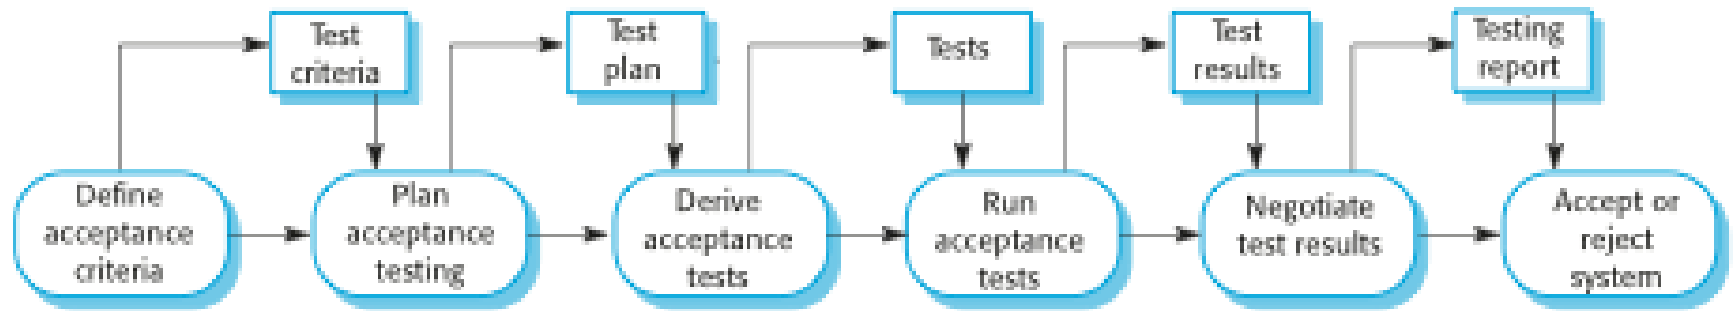 Test
criteria
Test
plan
Tests
Test
results
Testing
report
Define
acceptance
criteria
Plan
acceptance
testing
Derive
acceptance
tests
Run
acceptance
tests
Negotiate
test results
Accept or
reject
system